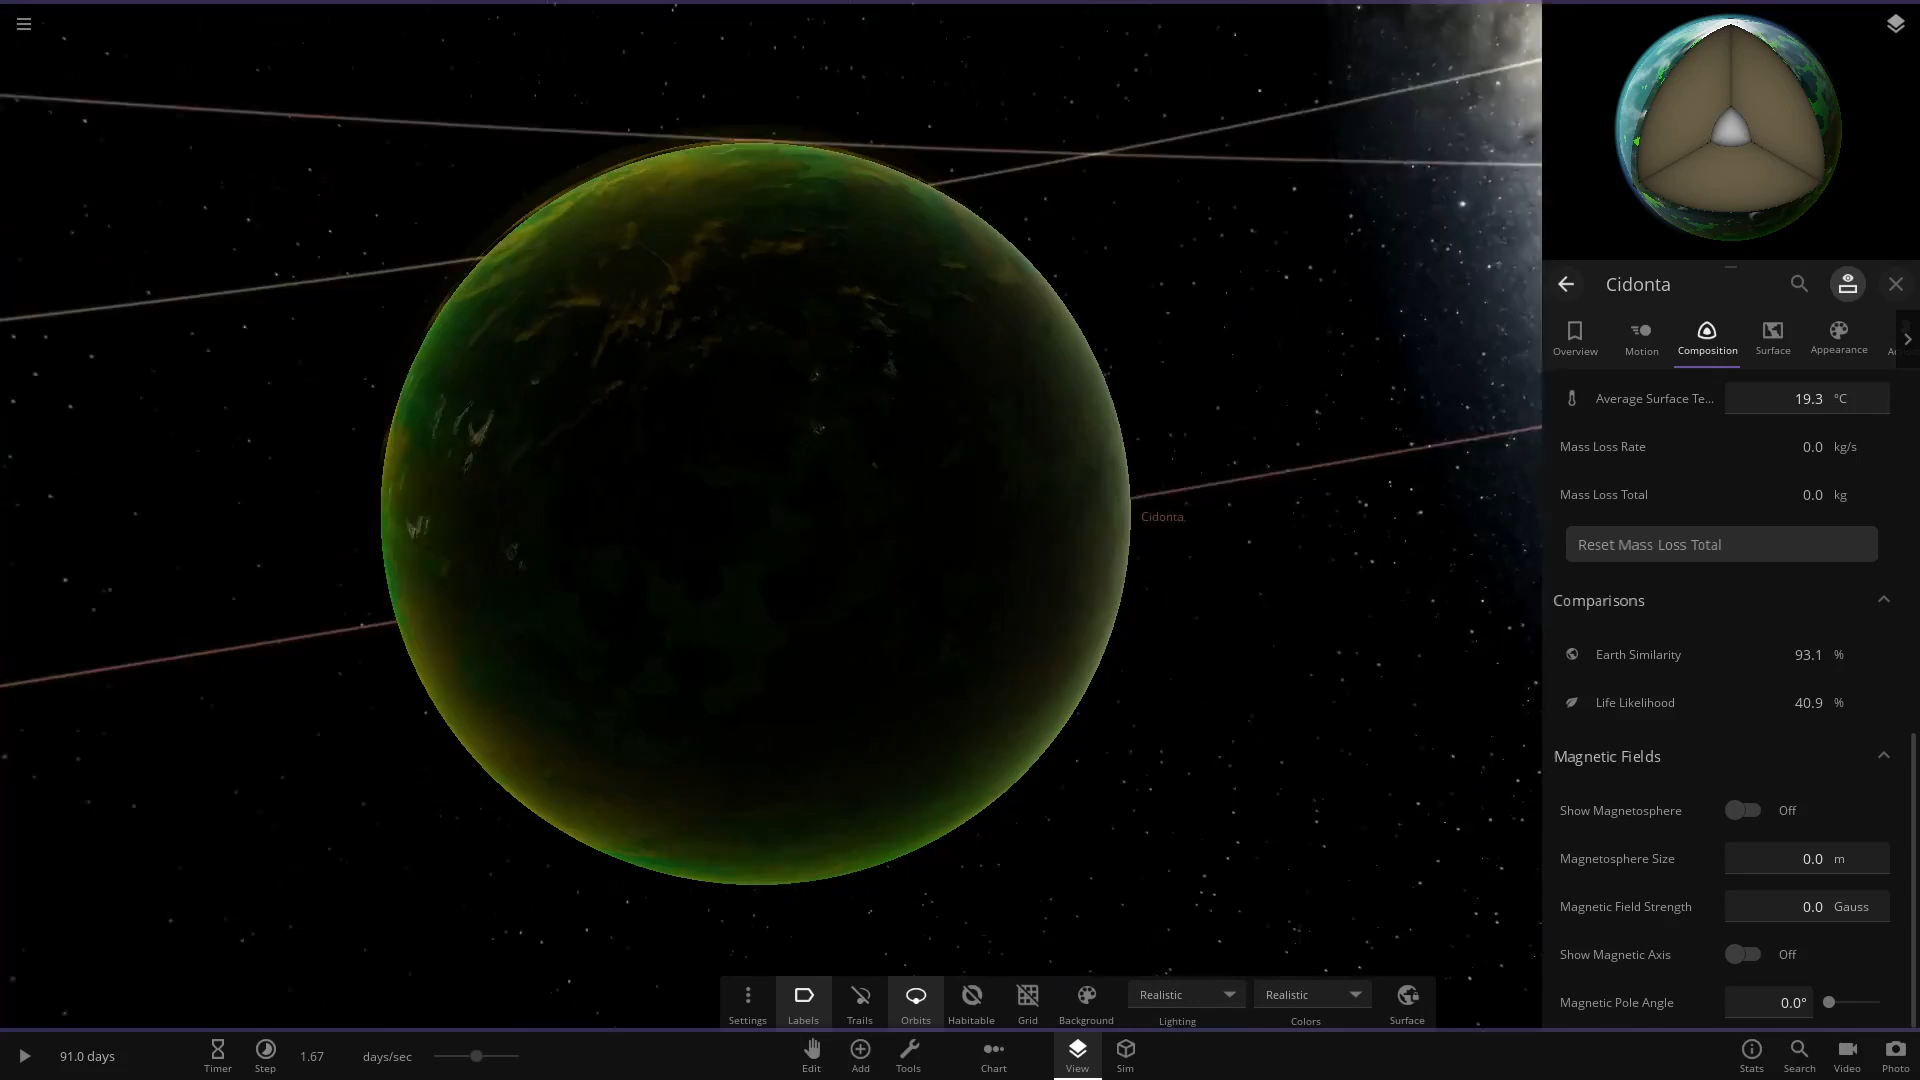 Cidonta
Overview
Motion
Composition
Surface
Appearance
Average Surface Te... 19.3 °C
Mass Loss Rate 0.0 kg/s
Mass Loss Total 0.0 kg
Reset Mass Loss Total
Comparisons
Earth Similarity 93.1 %
Life Likelihood 40.9 %
Magnetic Fields
Show Magnetosphere Off
Magnetosphere Size 0.0 m
Magnetic Field Strength 0.0 Gauss
Show Magnetic Axis Off
Magnetic Pole Angle 0.0°
Cidonta
Settings
Labels
Trails
Orbits
Habitable
Grid
Background
Realistic
Lighting
Realistic
Colors
Surface
91.0 days
Timer
Step
1.67 days/sec
Edit
Add
Tools
Chart
View
Sim
Stats
Search
Video
Photo